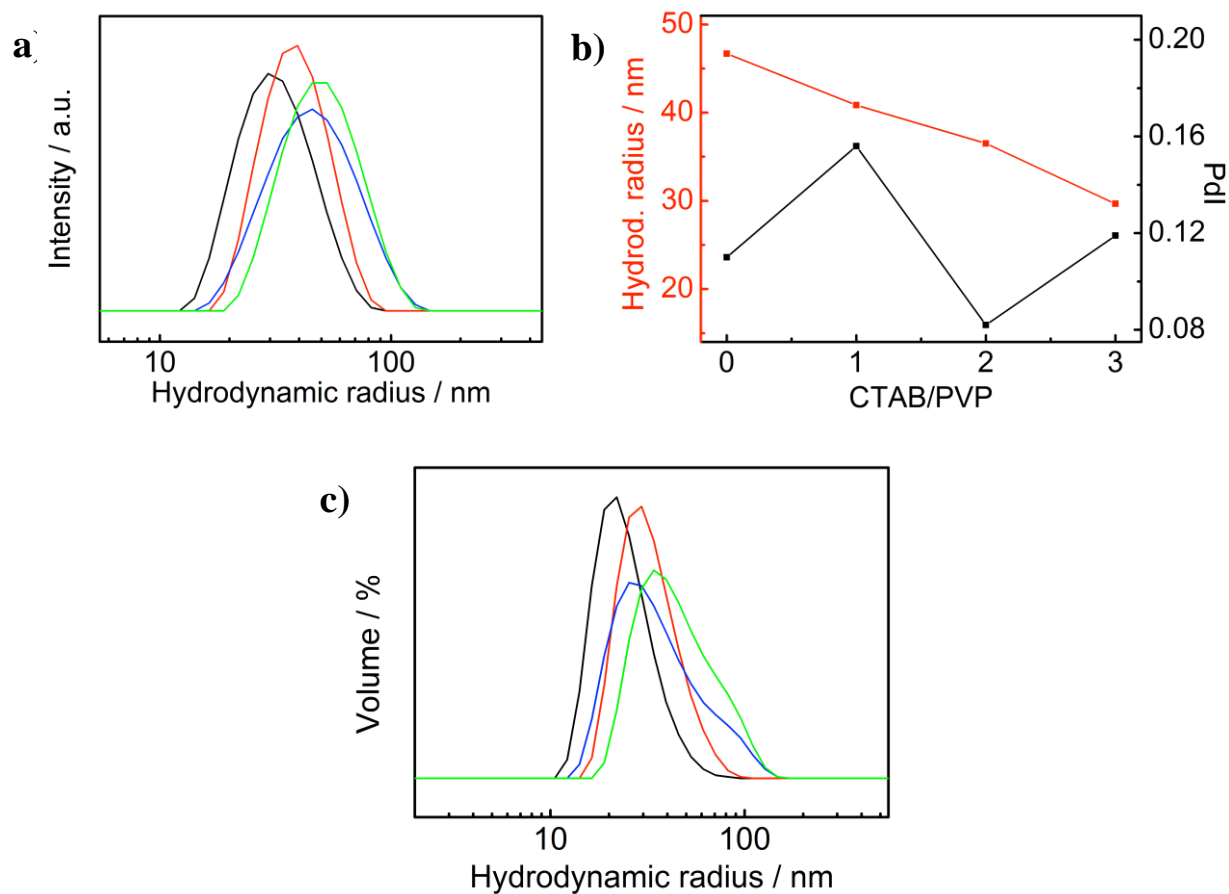 a)
Intensity / a.u.
10
100
Hydrodynamic radius / nm
b)
50
40
30
20
Hydrod. radius / nm
0.20
0.16
0.12
0.08
PdI
0
1
2
3
CTAB/PVP
c)
Volume / %
10
100
Hydrodynamic radius / nm